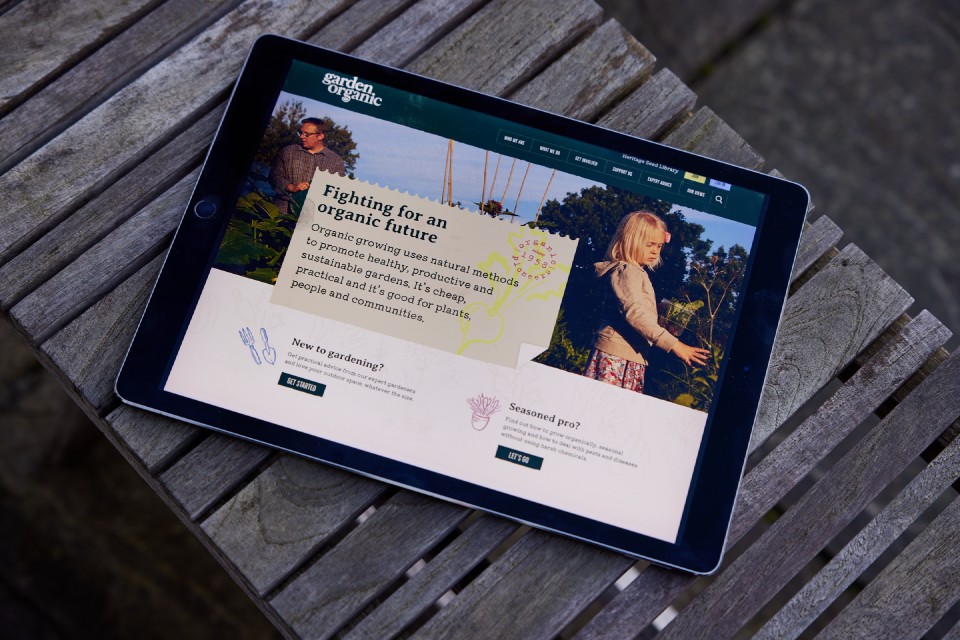 garden
organic
Heritage Seed Library
WHO WE ARE
WHAT WE DO
GET INVOLVED
SUPPORT US
EXPERT ADVICE
OUR VIEWS
Fighting for an
organic future
Organic growing uses natural methods
to promote healthy, productive and
sustainable gardens. It's cheap,
practical and it's good for plants,
people and communities.
New to gardening?
Get practical advice from our expert gardeners
and love your outdoor space, whatever the size.
GET STARTED
Seasoned pro?
Find out how to grow organically, seasonal
growing and how to deal with pests and diseases
without using harsh chemicals.
LET'S GO